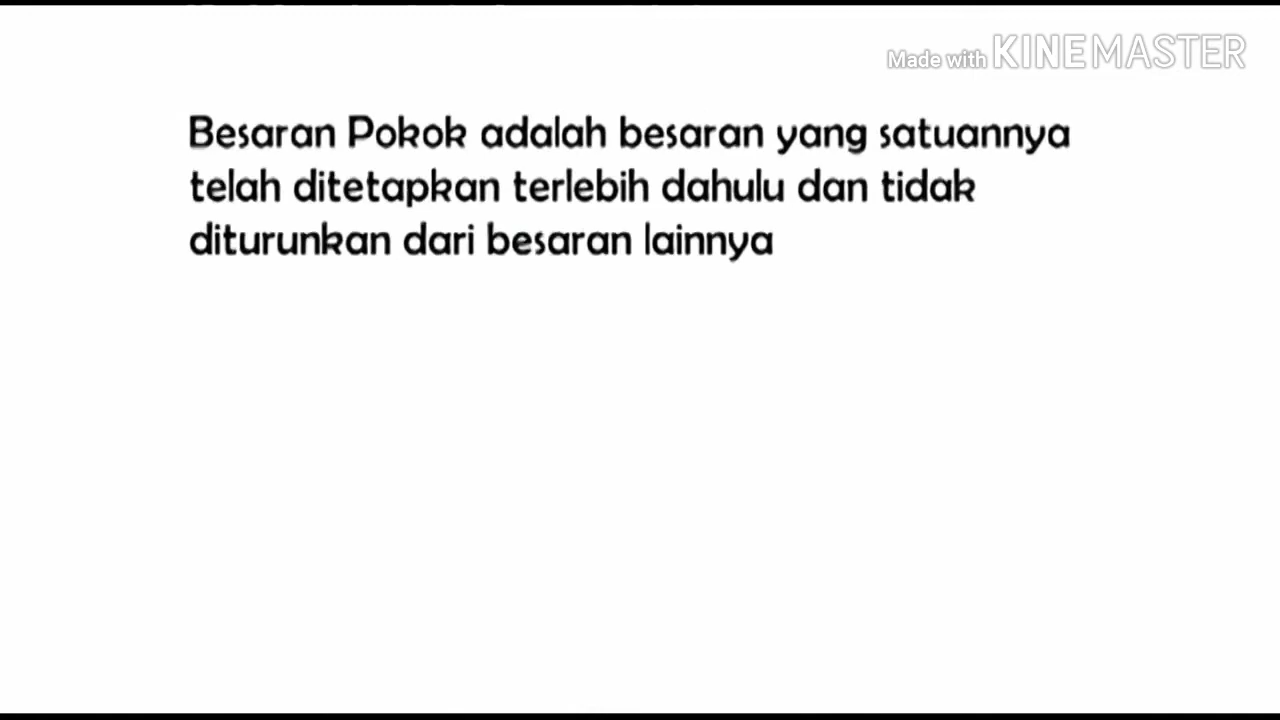 Made with KINEMASTER
Besaran Pokok adalah besaran yang satuannya
telah ditetapkan terlebih dahulu dan tidak
diturunkan dari besaran lainnya